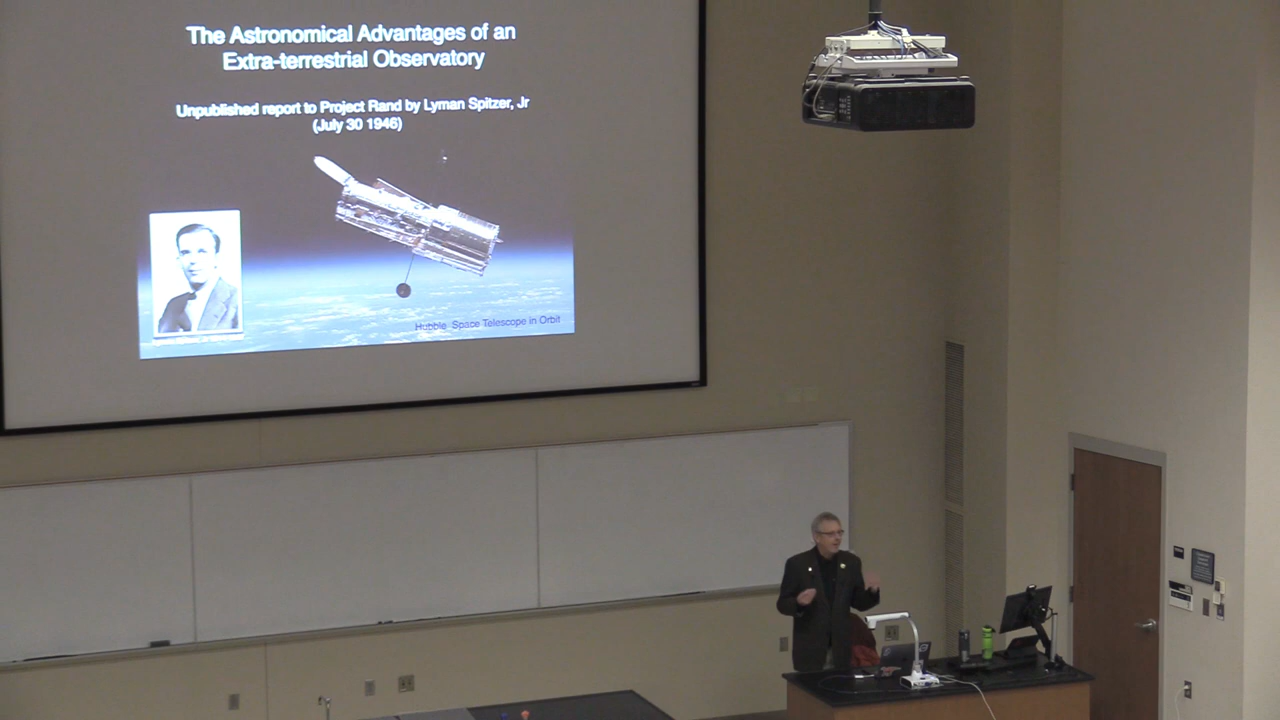 The Astronomical Advantages of an
Extra-terrestrial Observatory
Unpublished report to Project Rand by Lyman Spitzer, Jr
(July 30 1946)
Hubble Space Telescope in Orbit